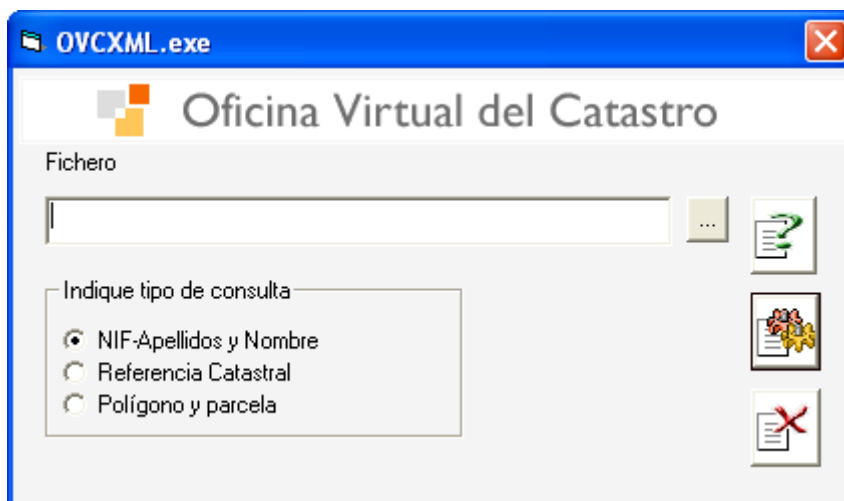 OVCXML.exe
Oficina Virtual del Catastro
Fichero
...
Indique tipo de consulta
NIF-Apellidos y Nombre
Referencia Catastral
Polígono y parcela